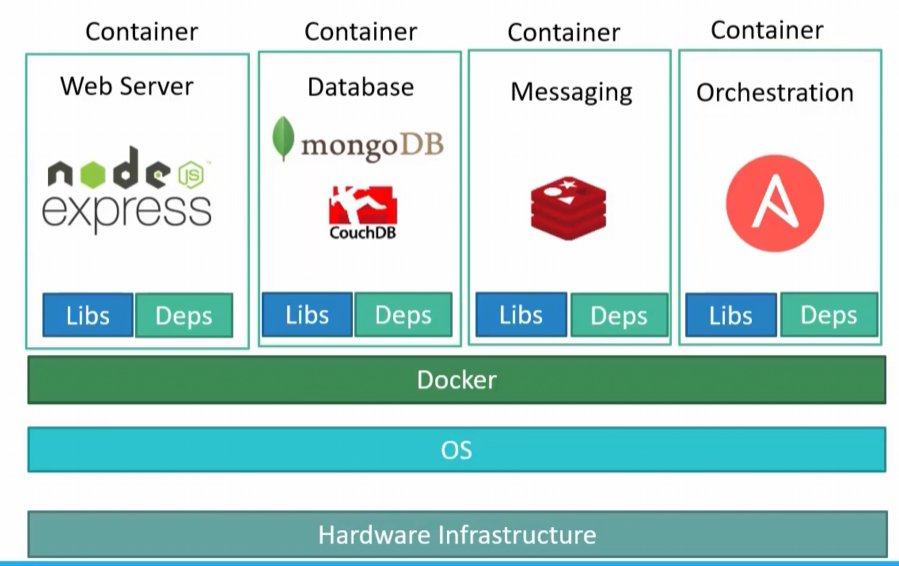 Container
Container
Container
Container
Web Server
Database
Messaging
Orchestration
node JS
express
mongoDB
CouchDB
A
Libs
Deps
Libs
Deps
Libs
Deps
Libs
Deps
Docker
OS
Hardware Infrastructure